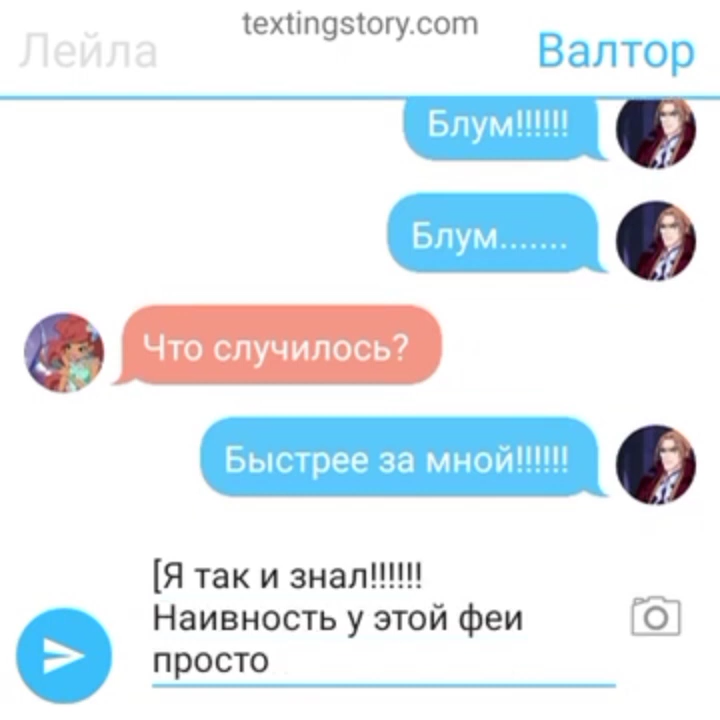 textingstory.com
Лейла
Валтор
Блум!!!!!!
Блум.......
Что случилось?
Быстрее за мной!!!!!!
[Я так и знал!!!!!!
Наивность у этой феи
просто